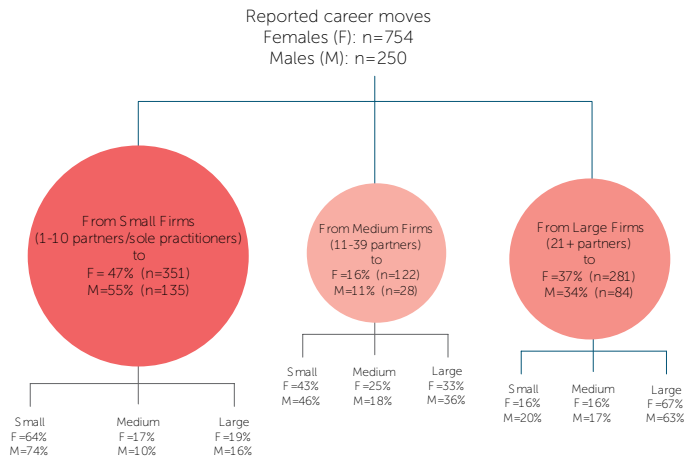 Reported career moves
Females (F): n=754
Males (M): n=250
From Small Firms
(1-10 partners/sole practitioners)
to
F= 47% (n=351)
M=55% (n=135)
From Medium Firms
(11-39 partners)
to
F=16% (n=122)
M=11% (n=28)
From Large Firms
(21+ partners)
to
F=37% (n=281)
M=34% (n=84)
Small
F=64%
M=74%
Medium
F=17%
M=10%
Large
F=19%
M=16%
Small
F=43%
M=46%
Medium
F=25%
M=18%
Large
F=33%
M=36%
Small
F=16%
M=20%
Medium
F=16%
M=17%
Large
F=67%
M=63%